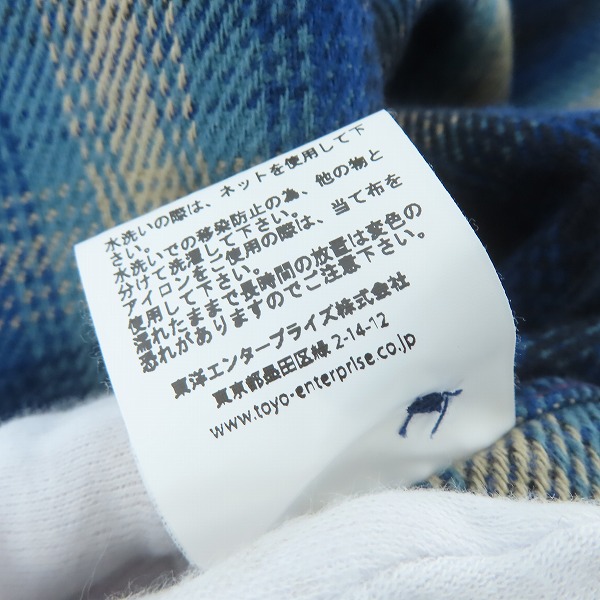 水洗いの際は、ネットを使用して下
さい。
水洗いでの移発防止の為、他の物と
分けて洗濯して下さい。
アイロンをご使用の際は、当て布を
使用して下さい。
濡れたままで長時間の放置は変色の
恐れがありますのでご注意下さい。
東洋エンタープライズ株式会社
東京都墨田区緑 2-14-12
www.toyo-enterprise.co.jp